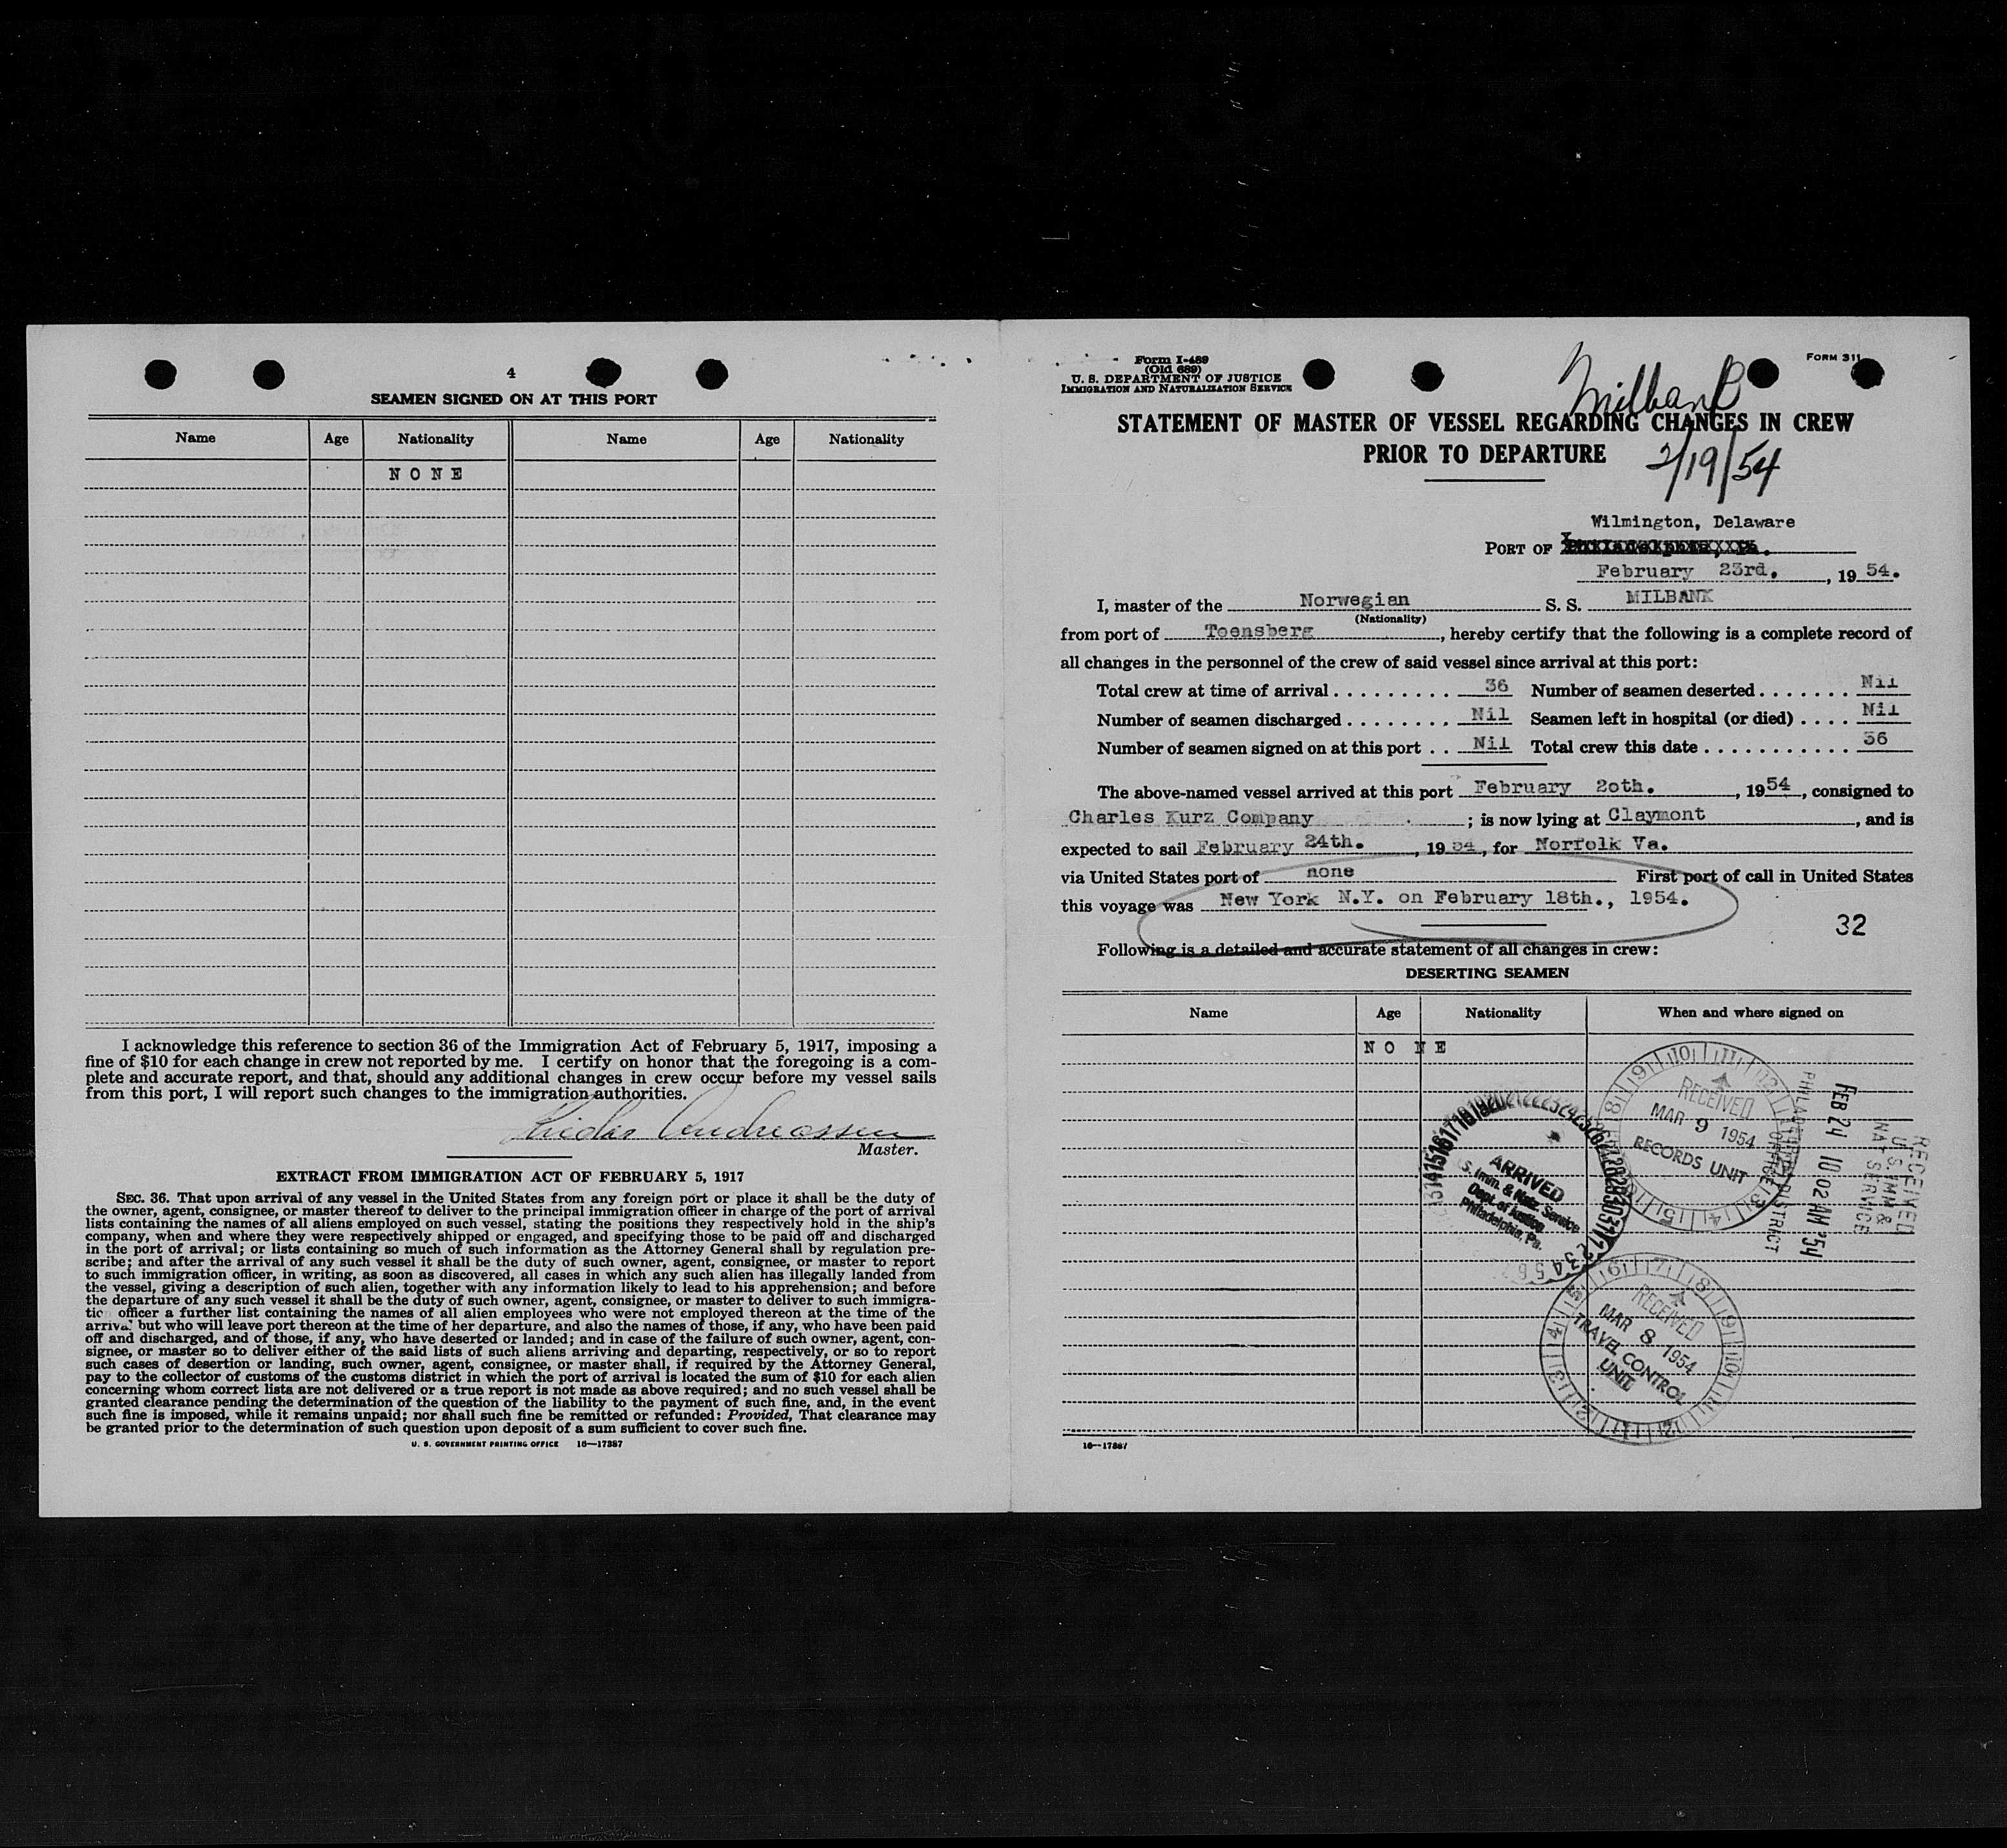 4
SEAMEN SIGNED ON AT THIS PORT
Name Age Nationality Name Age Nationality
NONE
I acknowledge this reference to section 36 of the Immigration Act of February 5, 1917, imposing a
fine of $10 for each change in crew not reported by me. I certify on honor that the foregoing is a com-
plete and accurate report, and that, should any additional changes in crew occur before my vessel sails
from this port, I will report such changes to the immigration authorities.
Andreassen
Master.
EXTRACT FROM IMMIGRATION ACT OF FEBRUARY 5, 1917
SEC. 36. That upon arrival of any vessel in the United States from any foreign port or place it shall be the duty of
the owner, agent, consignee, or master thereof to deliver to the principal immigration officer in charge of the port of arrival
lists containing the names of all aliens employed on such vessel, stating the positions they respectively hold in the ship's
company, when and where they were respectively shipped or engaged, and specifying those to be paid off and discharged
in the port of arrival; or lists containing so much of such information as the Attorney General shall by regulation pre-
scribe; and after the arrival of any such vessel it shall be the duty of such owner, agent, consignee, or master to report
to such immigration officer, in writing, as soon as discovered, all cases in which any such alien has illegally landed from
the vessel, giving a description of such alien, together with any information likely to lead to his apprehension; and before
the departure of any such vessel it shall be the duty of such owner, agent, consignee, or master to deliver to such immigra-
tion officer a further list containing the names of all alien employees who were not employed thereon at the time of the
arrival but who will leave port thereon at the time of her departure, and also the names of those, if any, who have been paid
off and discharged, and of those, if any, who have deserted or landed; and in case of the failure of such owner, agent, con-
signee, or master so to deliver either of the said lists of such aliens arriving and departing, respectively, or so to report
such cases of desertion or landing, such owner, agent, consignee, or master shall, if required by the Attorney General,
pay to the collector of customs of the customs district in which the port of arrival is located the sum of $10 for each alien
concerning whom correct lists are not delivered or a true report is not made as above required; and no such vessel shall be
granted clearance pending the determination of the question of the liability to the payment of such fine, and, in the event
such fine is imposed, while it remains unpaid; nor shall such fine be remitted or refunded: Provided, That clearance may
be granted prior to the determination of such question upon deposit of a sum sufficient to cover such fine.
U. S. GOVERNMENT PRINTING OFFICE 16—17387
Form I-489
(Old 689)
U. S. DEPARTMENT OF JUSTICE
IMMIGRATION AND NATURALIZATION SERVICE
FORM 311
Milbank
STATEMENT OF MASTER OF VESSEL REGARDING CHANGES IN CREW
PRIOR TO DEPARTURE
2/19/54
Wilmington, Delaware
PORT OF
February 23rd., 19 54.
I, master of the Norwegian S. S. MILBANK
(Nationality)
from port of Toensberg, hereby certify that the following is a complete record of
all changes in the personnel of the crew of said vessel since arrival at this port:
Total crew at time of arrival 36 Number of seamen deserted Nil
Number of seamen discharged Nil Seamen left in hospital (or died) Nil
Number of seamen signed on at this port Nil Total crew this date 36
The above-named vessel arrived at this port February 20th., 1954, consigned to
Charles Kurz Company; is now lying at Claymont, and is
expected to sail February 24th., 1954, for Norfolk Va.
via United States port of none First port of call in United States
this voyage was New York N.Y. on February 18th., 1954.
32
Following is a detailed and accurate statement of all changes in crew:
DESERTING SEAMEN
Name Age Nationality When and where signed on
NONE
RECEIVED
MAR 9 1954
RECORDS UNIT
ARRIVED
S. Imm. & Natz. Service
Dept. of Justice
Philadelphia, Pa.
RECEIVED
U.S. IMM &
NAT SERVICE
FEB 24 10 02 AM '54
PHILADELPHIA DISTRICT
OFFICE
RECEIVED
MAR 8 1954
TRAVEL CONTROL
UNIT
16—17387